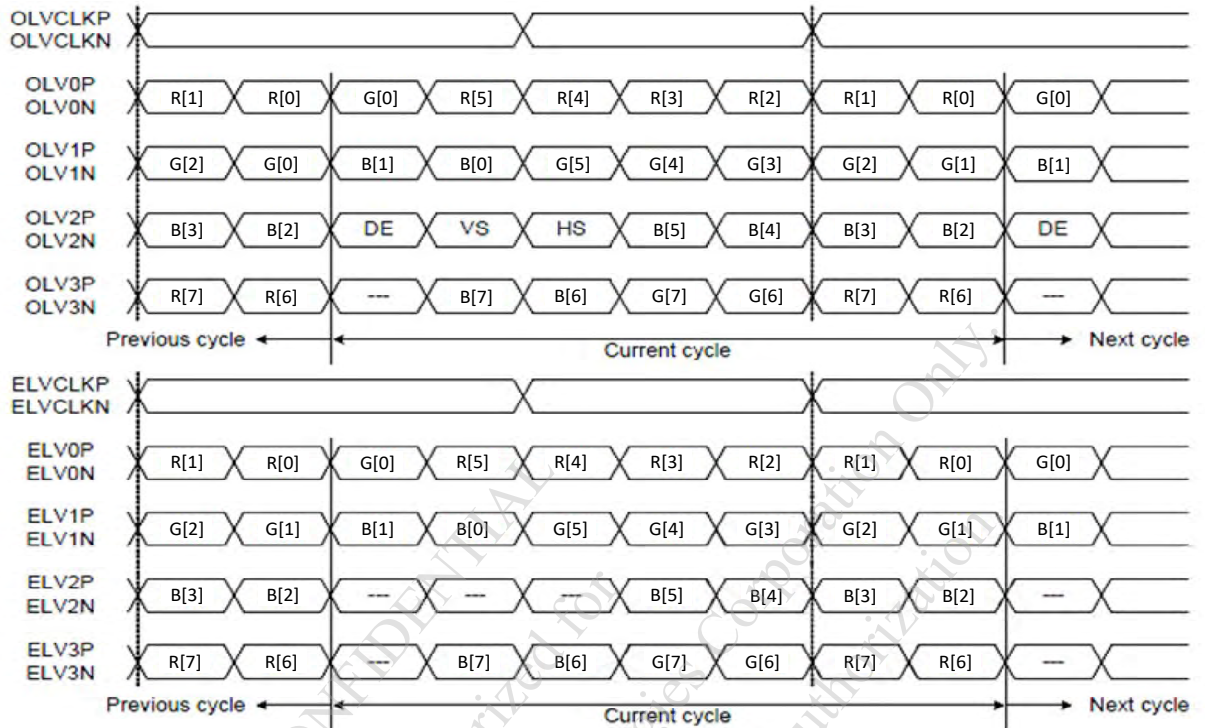 OLVCLKP
OLVCLKN
OLV0P
OLV0N
R[1] R[0] G[0] R[5] R[4] R[3] R[2] R[1] R[0] G[0]
OLV1P
OLV1N
G[2] G[0] B[1] B[0] G[5] G[4] G[3] G[2] G[1] B[1]
OLV2P
OLV2N
B[3] B[2] DE VS HS B[5] B[4] B[3] B[2] DE
OLV3P
OLV3N
R[7] R[6] --- B[7] B[6] G[7] G[6] R[7] R[6] ---
Previous cycle Current cycle Next cycle
ELVCLKP
ELVCLKN
ELV0P
ELV0N
R[1] R[0] G[0] R[5] R[4] R[3] R[2] R[1] R[0] G[0]
ELV1P
ELV1N
G[2] G[1] B[1] B[0] G[5] G[4] G[3] G[2] G[1] B[1]
ELV2P
ELV2N
B[3] B[2] --- --- --- B[5] B[4] B[3] B[2] ---
ELV3P
ELV3N
R[7] R[6] --- B[7] B[6] G[7] G[6] R[7] R[6] ---
Previous cycle Current cycle Next cycle
Corporation Only.